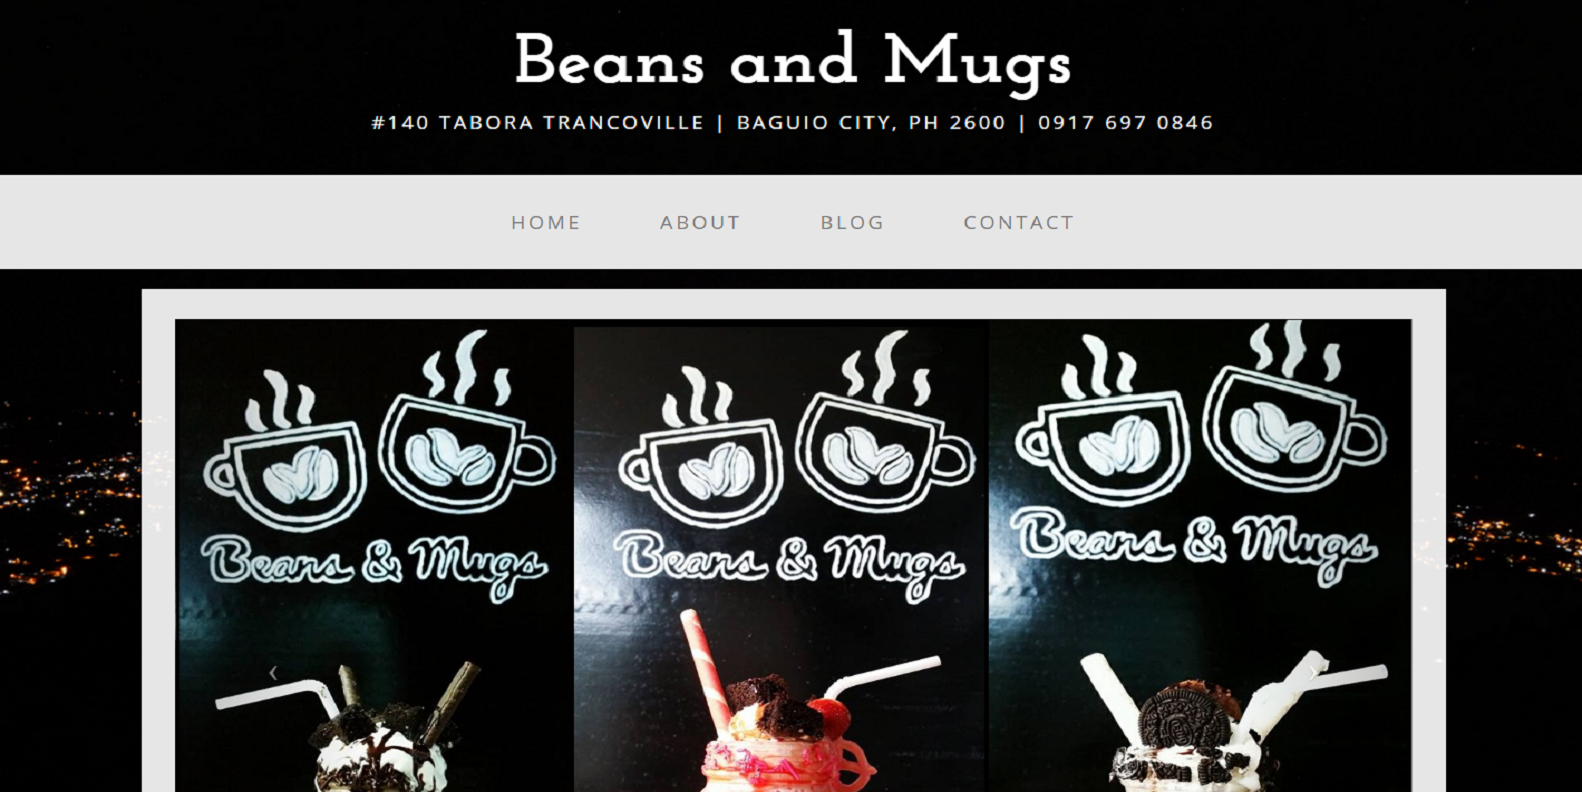 Beans and Mugs
#140 TABORA TRANCOVILLE | BAGUIO CITY, PH 2600 | 0917 697 0846
HOME ABOUT BLOG CONTACT
Beans & Mugs
Beans & Mugs
Beans & Mugs